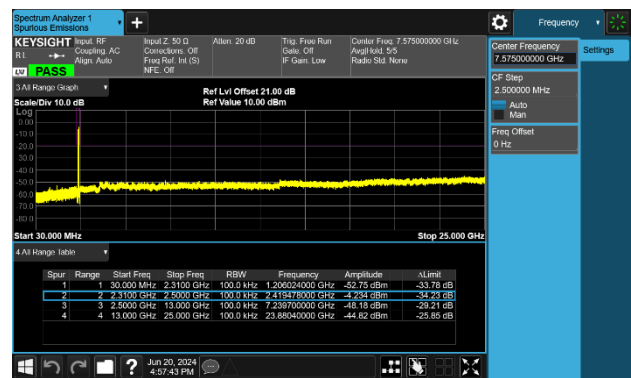 Spectrum Analyzer 1
Spurious Emissions
Frequency
KEYSIGHT
R L
LXI
PASS
Input: RF
Coupling: AC
Align: Auto
Input Z: 50 Ω
Corrections: Off
Freq Ref: Int (S)
NFE: Off
Atten: 20 dB
Trig: Free Run
Gate: Off
IF Gain: Low
Center Freq: 7.575000000 GHz
Avg|Hold: 5/5
Radio Std: None
Center Frequency
7.575000000 GHz
Settings
CF Step
2.500000 MHz
Auto
Man
Freq Offset
0 Hz
3 All Range Graph
Scale/Div 10.0 dB
Ref Lvl Offset 21.00 dB
Ref Value 10.00 dBm
Log
0.00
-10.0
-20.0
-30.0
-40.0
-50.0
-60.0
-70.0
-80.0
Start 30.000 MHz
Stop 25.000 GHz
4 All Range Table
Spur Range Start Freq Stop Freq RBW Frequency Amplitude ΔLimit
1 1 30.000 MHz 2.3100 GHz 100.0 kHz 1.206024000 GHz -52.75 dBm -33.78 dB
2 2 2.3100 GHz 2.5000 GHz 100.0 kHz 2.419478000 GHz -4.234 dBm -34.23 dB
3 3 2.5000 GHz 13.000 GHz 100.0 kHz 7.239700000 GHz -48.18 dBm -29.21 dB
4 4 13.000 GHz 25.000 GHz 100.0 kHz 23.88040000 GHz -44.82 dBm -25.85 dB
?
Jun 20, 2024
4:57:43 PM